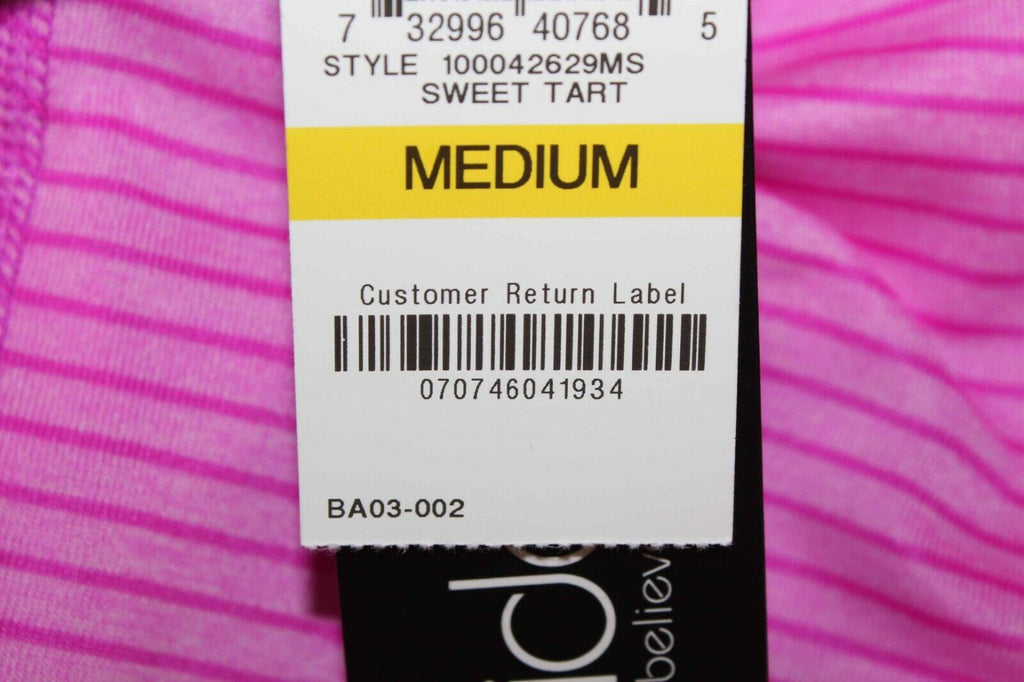 7 32996 40768 5
STYLE 100042629MS
SWEET TART
MEDIUM
Customer Return Label
070746041934
BA03-002